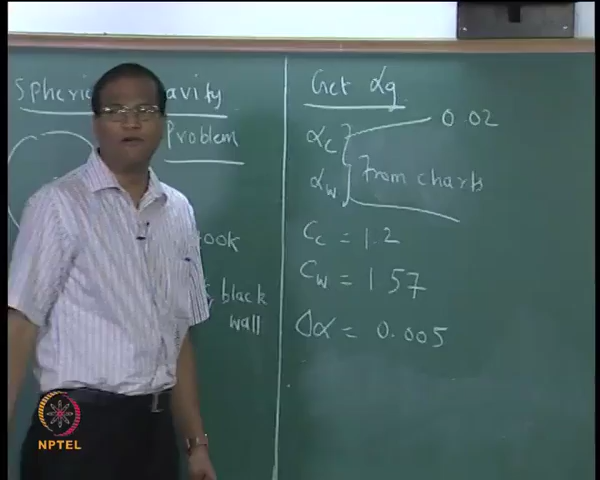 Spheric avity
Problem
00K
black
wall
Get αg
αc 0.02
αw From charts
Cc = 1.2
Cw = 1.57
Δα = 0.005
NPTEL